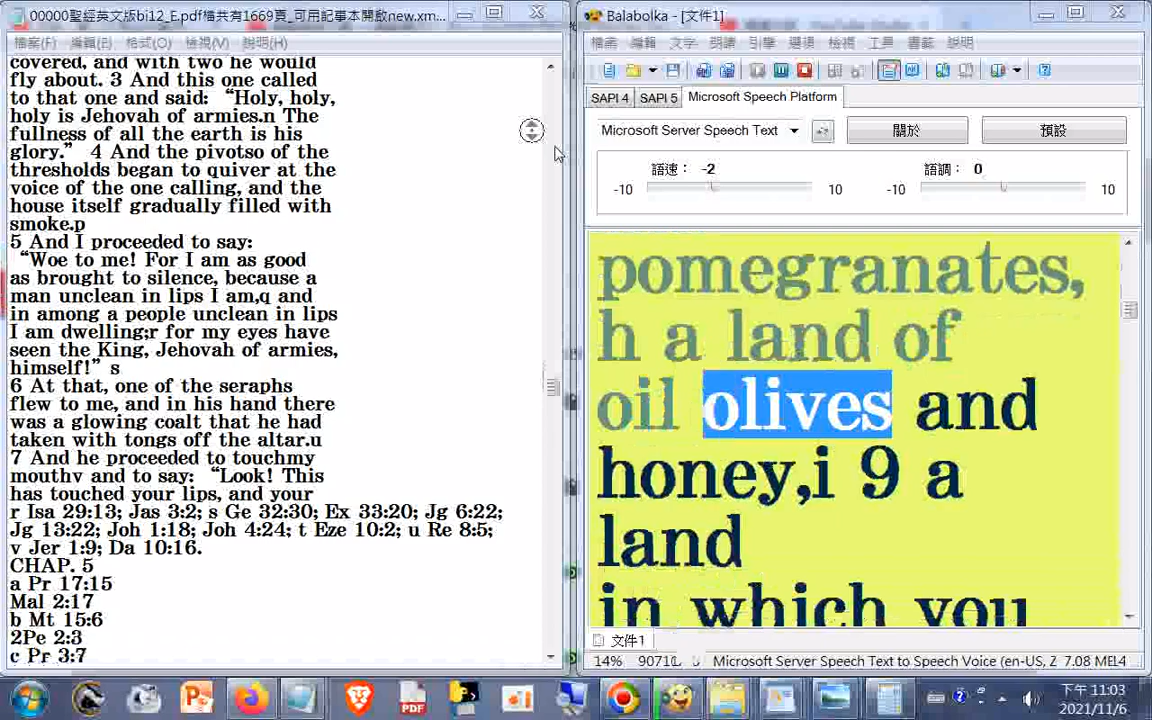 00000聖經英文版bi12_E.pdf檔共有1669頁_可用記事本開啟new.xm...
檔案(F) 編輯(E) 格式(O) 檢視(V) 說明(H)
covered, and with two he would
fly about. 3 And this one called
to that one and said: “Holy, holy,
holy is Jehovah of armies.n The
fullness of all the earth is his
glory.” 4 And the pivotso of the
thresholds began to quiver at the
voice of the one calling, and the
house itself gradually filled with
smoke.p
5 And I proceeded to say:
“Woe to me! For I am as good
as brought to silence, because a
man unclean in lips I am,q and
in among a people unclean in lips
I am dwelling;r for my eyes have
seen the King, Jehovah of armies,
himself!” s
6 At that, one of the seraphs
flew to me, and in his hand there
was a glowing coalt that he had
taken with tongs off the altar.u
7 And he proceeded to touchmy
mouthv and to say: “Look! This
has touched your lips, and your
r Isa 29:13; Jas 3:2; s Ge 32:30; Ex 33:20; Jg 6:22;
Jg 13:22; Joh 1:18; Joh 4:24; t Eze 10:2; u Re 8:5;
v Jer 1:9; Da 10:16.
CHAP. 5
a Pr 17:15
Mal 2:17
b Mt 15:6
2Pe 2:3
c Pr 3:7
Balabolka - [文件1]
檔案 編輯 文字 朗讀 引擎 選項 檢視 工具 書籤 說明
SAPI 4 SAPI 5 Microsoft Speech Platform
Microsoft Server Speech Text 關於 預設
語速： -2 語調： 0
-10 10 -10 10
pomegranates,
h a land of
oil olives and
honey,i 9 a
land
in which you
文件1
14% Microsoft Server Speech Text to Speech Voice (en-US, Z
PDF
下午 11:03
2021/11/6